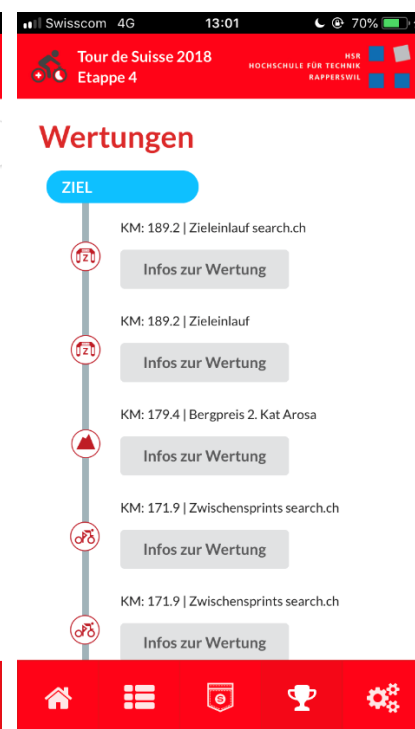 Swisscom 4G 13:01 70%
Tour de Suisse 2018
Etappe 4
HSR
HOCHSCHULE FÜR TECHNIK
RAPPERSWIL
Wertungen
ZIEL
KM: 189.2 | Zieleinlauf search.ch
Z
Infos zur Wertung
KM: 189.2 | Zieleinlauf
Z
Infos zur Wertung
KM: 179.4 | Bergpreis 2. Kat Arosa
Infos zur Wertung
KM: 171.9 | Zwischensprints search.ch
Infos zur Wertung
KM: 171.9 | Zwischensprints search.ch
Infos zur Wertung
S